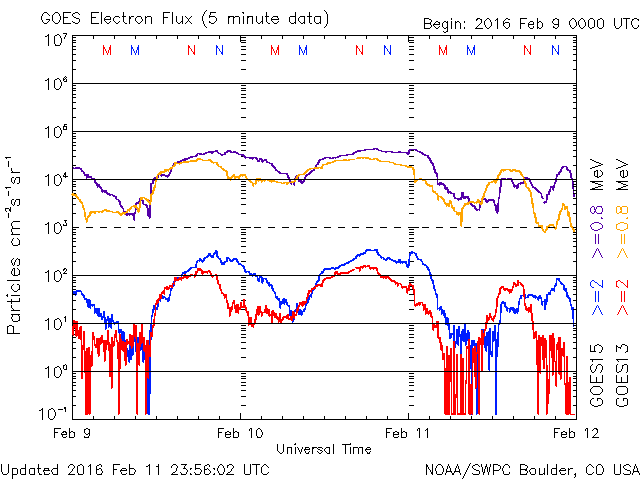 GOES Electron Flux (5 minute data)
Begin: 2016 Feb 9 0000 UTC
10⁷
M M N N M M N N M M N N
10⁶
10⁵
10⁴
10³
10²
10¹
10⁰
10⁻¹
Particles cm⁻²s⁻¹sr⁻¹
GOES15 >=2 >=0.8 MeV
GOES13 >=2 >=0.8 MeV
Feb 9 Feb 10 Feb 11 Feb 12
Universal Time
Updated 2016 Feb 11 23:56:02 UTC
NOAA/SWPC Boulder, CO USA